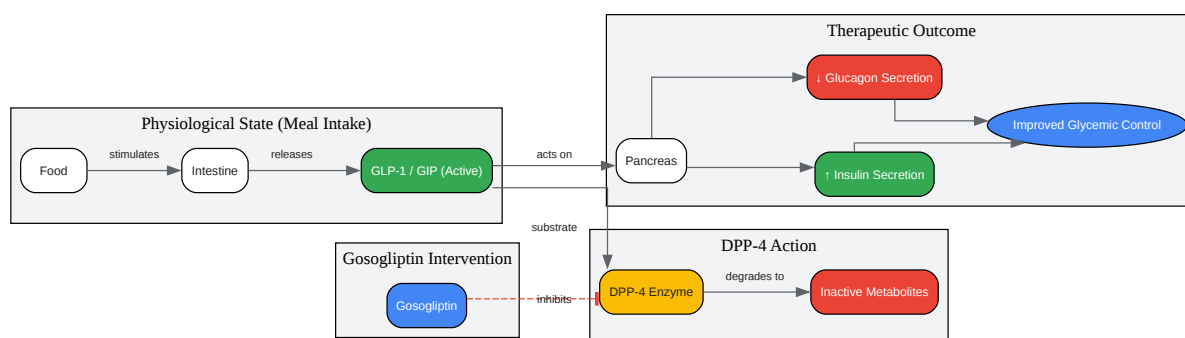 Therapeutic Outcome
↓ Glucagon Secretion
Physiological State (Meal Intake)
Improved Glycemic Control
stimulates
releases
acts on
Food
Intestine
GLP-1 / GIP (Active)
Pancreas
↑ Insulin Secretion
substrate
Gosogliptin Intervention
DPP-4 Action
degrades to
Gosogliptin
inhibits
DPP-4 Enzyme
Inactive Metabolites